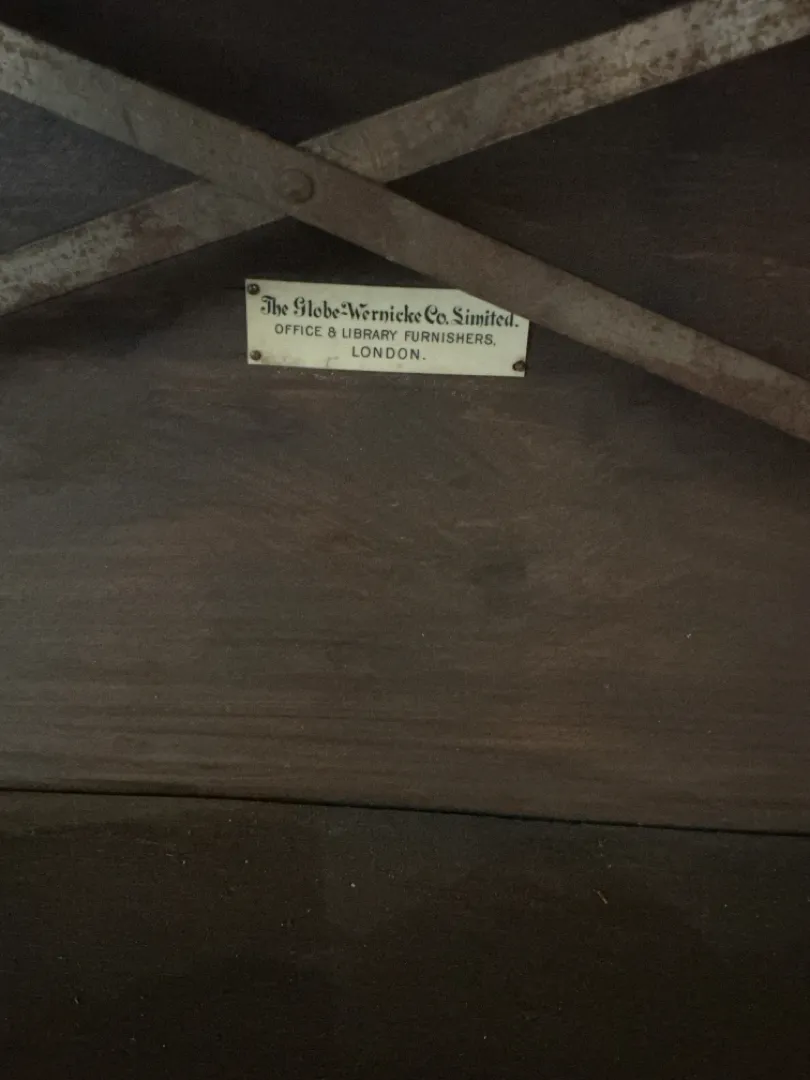 The Globe-Wernicke Co. Limited.
OFFICE & LIBRARY FURNISHERS,
LONDON.